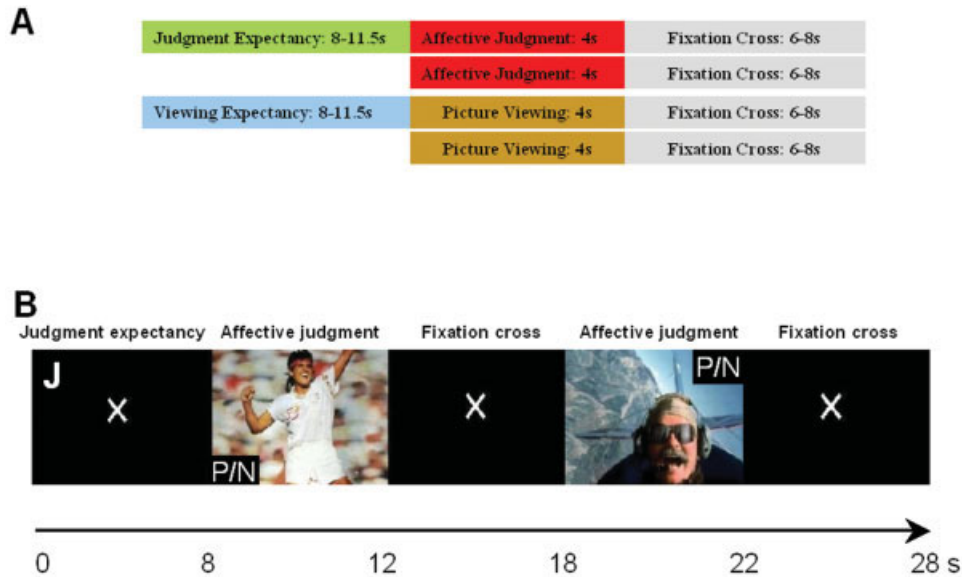 A
Judgment Expectancy: 8-11.5s Affective Judgment: 4s Fixation Cross: 6-8s
Affective Judgment: 4s Fixation Cross: 6-8s
Viewing Expectancy: 8-11.5s Picture Viewing: 4s Fixation Cross: 6-8s
Picture Viewing: 4s Fixation Cross: 6-8s
B
Judgment expectancy Affective judgment Fixation cross Affective judgment Fixation cross
J
P/N
P/N
0 8 12 18 22 28 s